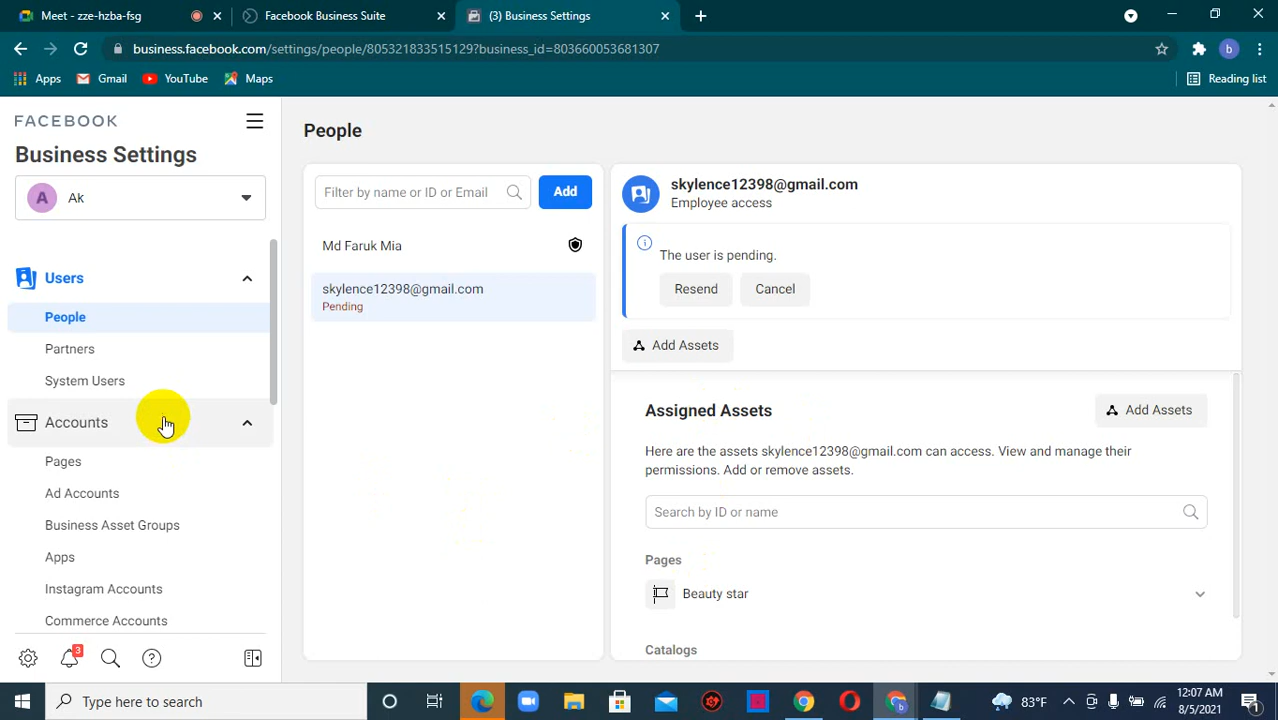 Meet - zze-hzba-fsg
Facebook Business Suite
(3) Business Settings
business.facebook.com/settings/people/805321833515129?business_id=803660053681307
b
Apps
Gmail
YouTube
Maps
Reading list
FACEBOOK
Business Settings
A
Ak
Users
People
Partners
System Users
Accounts
Pages
Ad Accounts
Business Asset Groups
Apps
Instagram Accounts
Commerce Accounts
3
People
Filter by name or ID or Email
Add
Md Faruk Mia
skylence12398@gmail.com
Pending
skylence12398@gmail.com
Employee access
The user is pending.
Resend
Cancel
Add Assets
Assigned Assets
Add Assets
Here are the assets skylence12398@gmail.com can access. View and manage their
permissions. Add or remove assets.
Search by ID or name
Pages
Beauty star
Catalogs
Type here to search
b
83°F
12:07 AM
8/5/2021
1